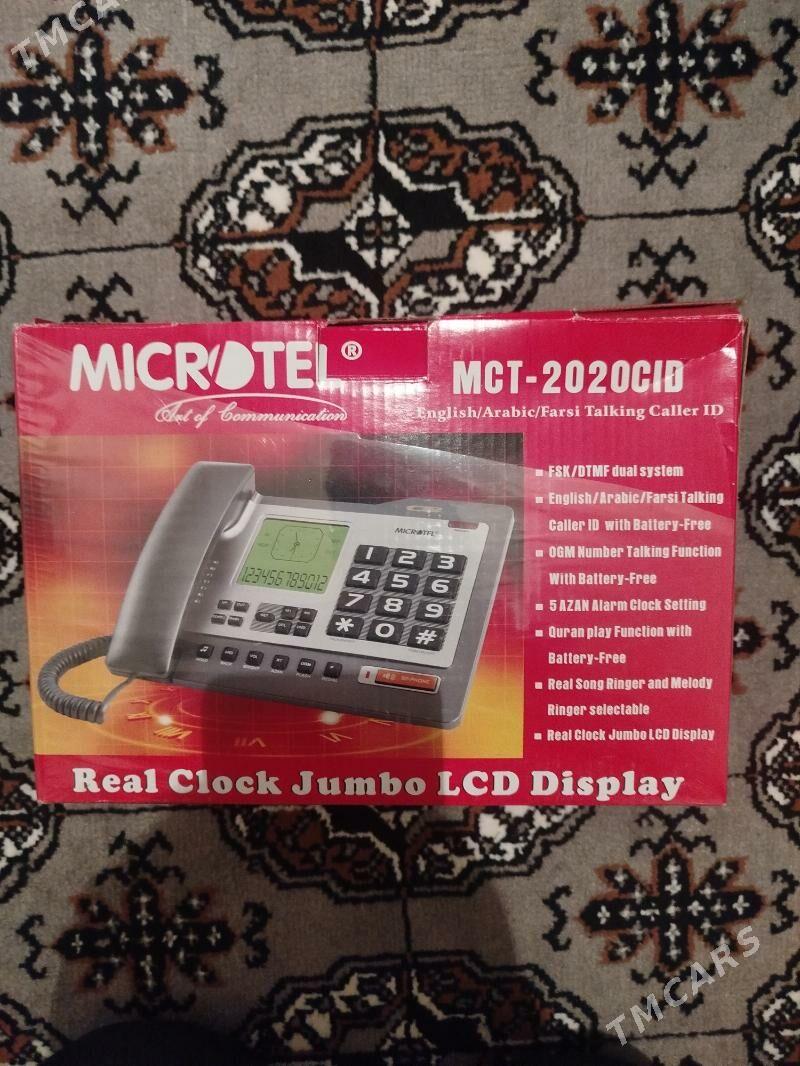 TMCARS
MICROTEL®
Art of Communication
MCT-2020CID
English/Arabic/Farsi Talking Caller ID
FSK/DTMF dual system
English/Arabic/Farsi Talking
Caller ID with Battery-Free
OGM Number Talking Function
With Battery-Free
5 AZAN Alarm Clock Setting
Quran play Function with
Battery-Free
Real Song Ringer and Melody
Ringer selectable
Real Clock Jumbo LCD Display
MICROTEL
123456789012
1 2 3
4 5 6
7 8 9
* 0 #
Real Clock Jumbo LCD Display
TMCARS